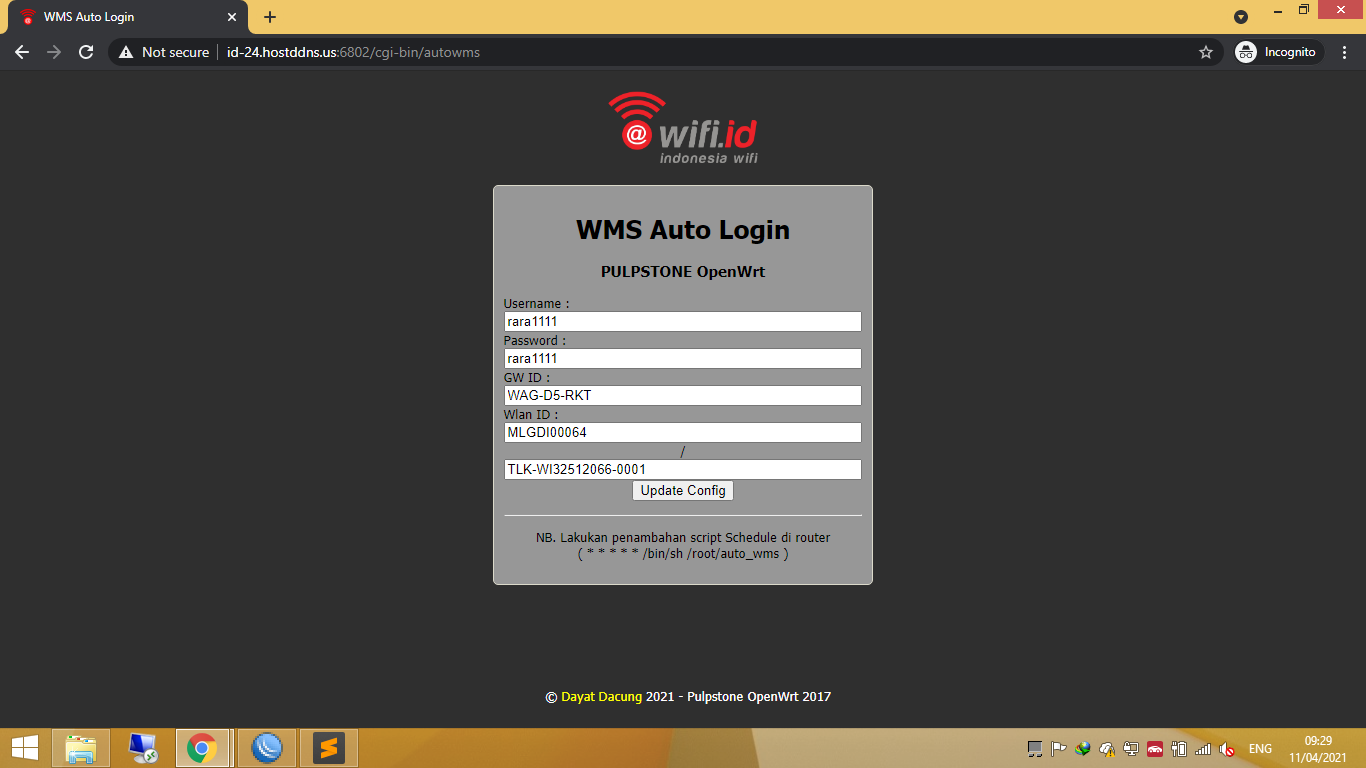 WMS Auto Login
Not secure
id-24.hostddns.us:6802/cgi-bin/autowms
Incognito
@wifi.id
indonesia wifi
WMS Auto Login
PULPSTONE OpenWrt
Username :
rara1111
Password :
rara1111
GW ID :
WAG-D5-RKT
Wlan ID :
MLGDI00064
/
TLK-WI32512066-0001
Update Config
NB. Lakukan penambahan script Schedule di router
( * * * * * /bin/sh /root/auto_wms )
© Dayat Dacung 2021 - Pulpstone OpenWrt 2017
ENG
09:29
11/04/2021